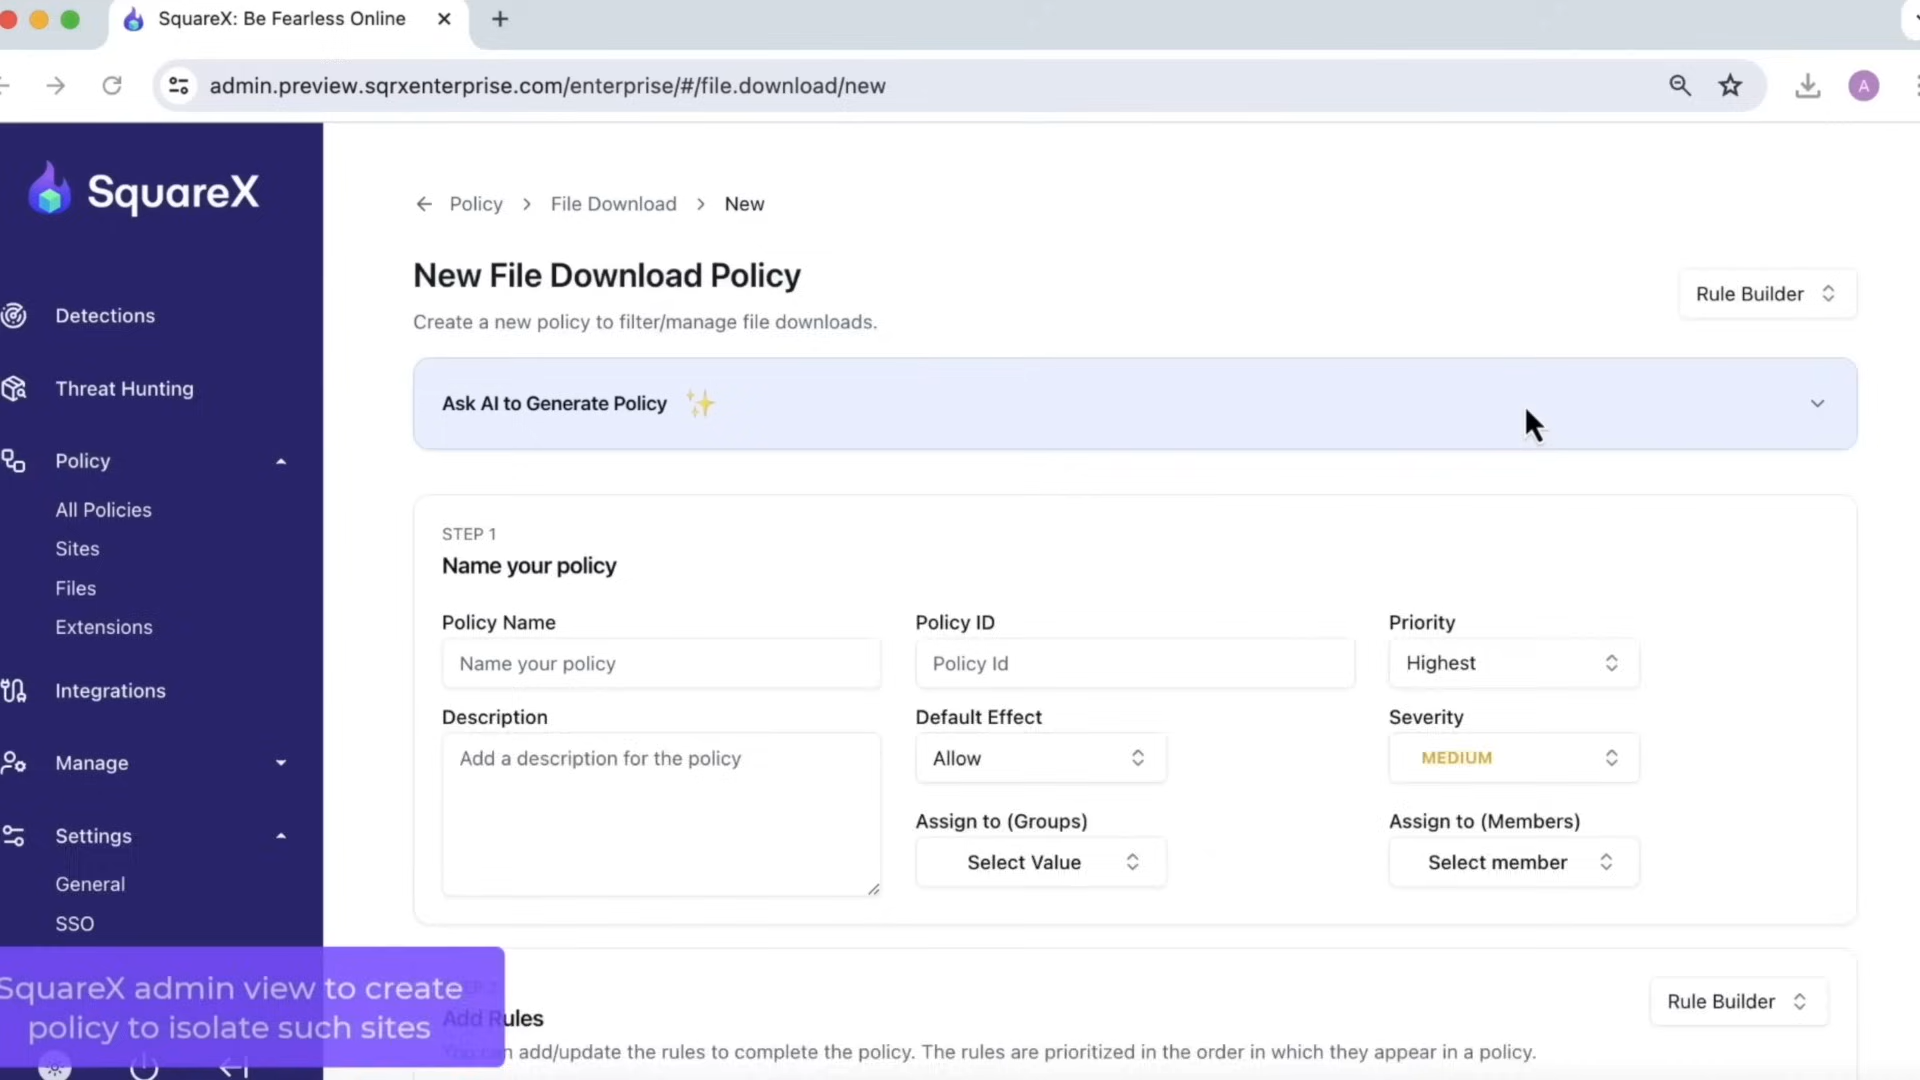 SquareX: Be Fearless Online
admin.preview.sqrxenterprise.com/enterprise/#/file.download/new
A
SquareX
Detections
Threat Hunting
Policy
All Policies
Sites
Files
Extensions
Integrations
Manage
Settings
General
SSO
Policy > File Download > New
New File Download Policy
Create a new policy to filter/manage file downloads.
Rule Builder
Ask AI to Generate Policy
STEP 1
Name your policy
Policy Name
Name your policy
Policy ID
Policy Id
Priority
Highest
Description
Add a description for the policy
Default Effect
Allow
Severity
MEDIUM
Assign to (Groups)
Select Value
Assign to (Members)
Select member
Add Rules
Rule Builder
You can add/update the rules to complete the policy. The rules are prioritized in the order in which they appear in a policy.
SquareX admin view to create
policy to isolate such sites